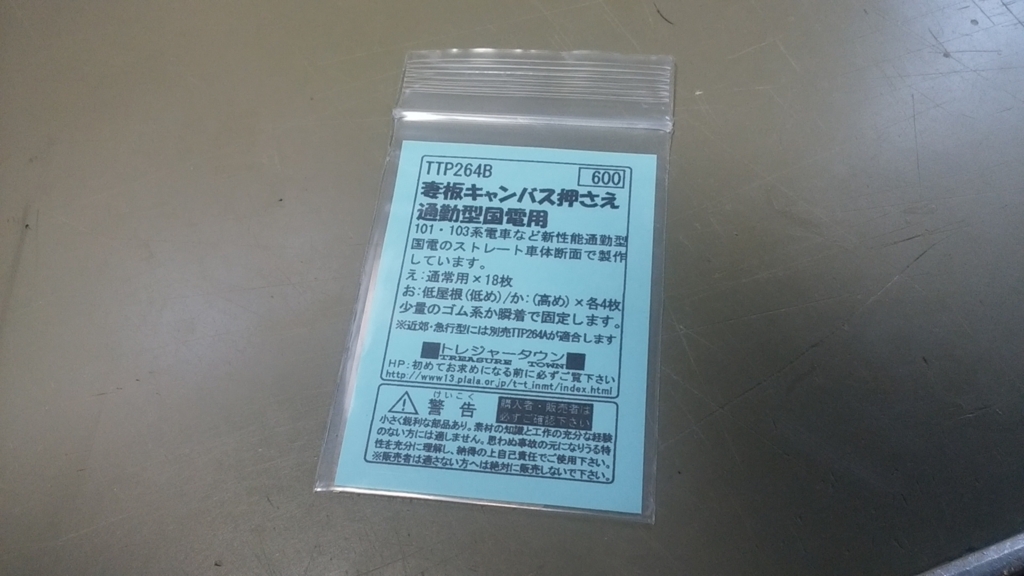 TTP264B
600
妻板キャンバス押さえ
通勤型国電用
101・103系電車など新性能通勤型
国電のストレート車体断面で製作
しています。
え:通常用×18枚
お:低屋根(低め)/か:(高め)×各4枚
少量のゴム系か瞬着で固定します。
※近郊・急行型には別売TTP264Aが適合します
■トレジャータウン■
TREASURE TOWN
HP:初めてお求めになる前に必ずご覧下さい
http://www13.plala.or.jp/t-t.inmt/index.html
けいこく
警告
購入者・販売者は
必ずご確認下さい
小さく鋭利な部品あり。素材の知識と工作の充分な経験
のない方には適しません。思わぬ事故の元になりうる特
性を充分に理解し、納得の上自己責任でご使用下さい。
※販売者は適さない方へは絶対に販売しないで下さい。